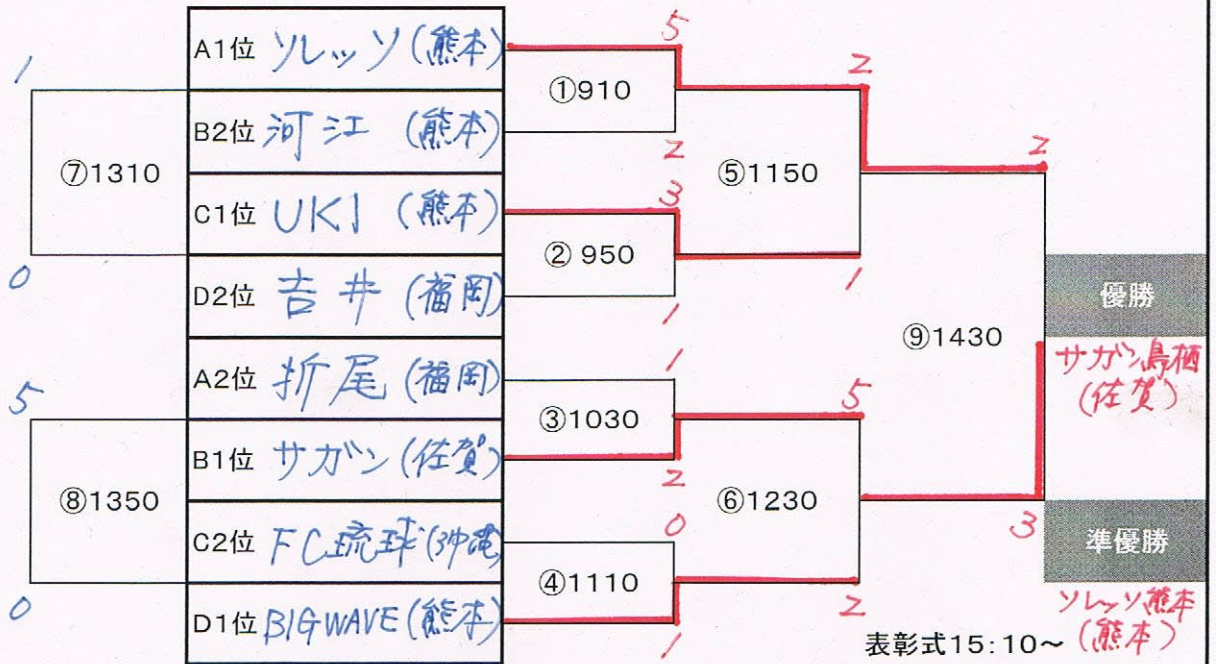 A1位 ソレッソ(熊本)
B2位 河江 (熊本)
C1位 UKI (熊本)
D2位 吉井 (福岡)
A2位 折尾 (福岡)
B1位 サガン (佐賀)
C2位 FC琉球(沖縄)
D1位 BIGWAVE(熊本)
1
⑦1310
0
5
⑧1350
0
5
①910
2
3
② 950
1
1
③1030
2
0
④1110
1
2
⑤1150
1
5
⑥1230
2
2
⑨1430
3
優勝
サガン鳥栖
(佐賀)
準優勝
ソレッソ熊本
(熊本)
表彰式15:10~